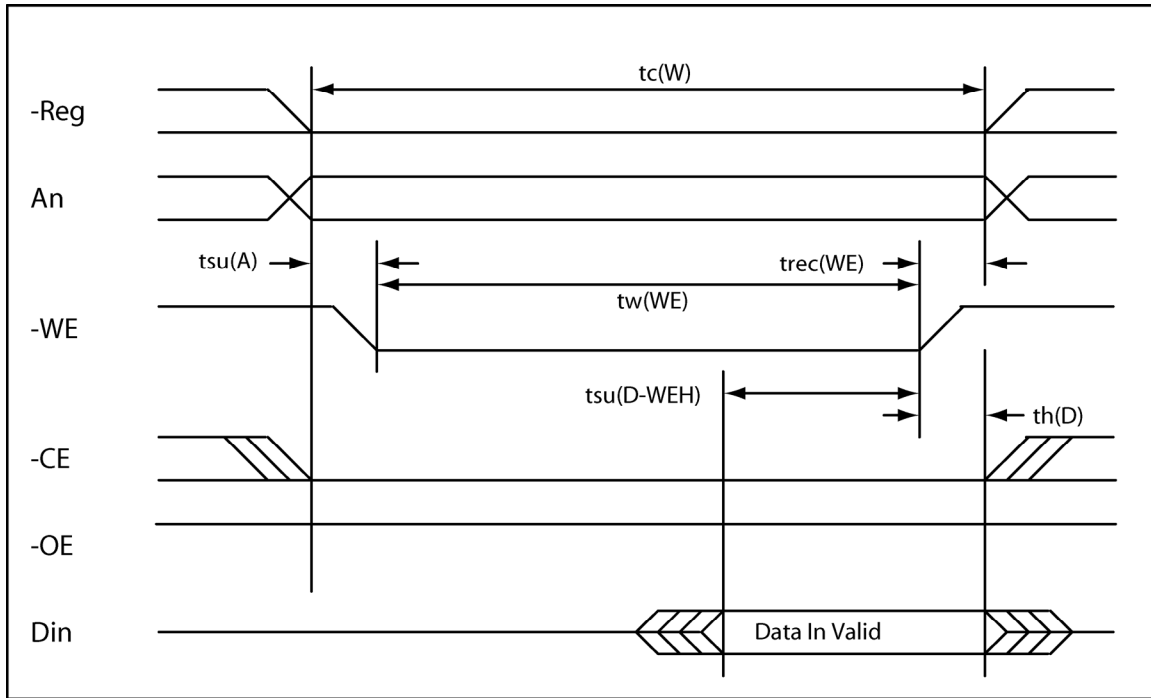 tc(W)
-Reg
An
tsu(A)
trec(WE)
tw(WE)
-WE
tsu(D-WEH)
th(D)
-CE
-OE
Din
Data In Valid